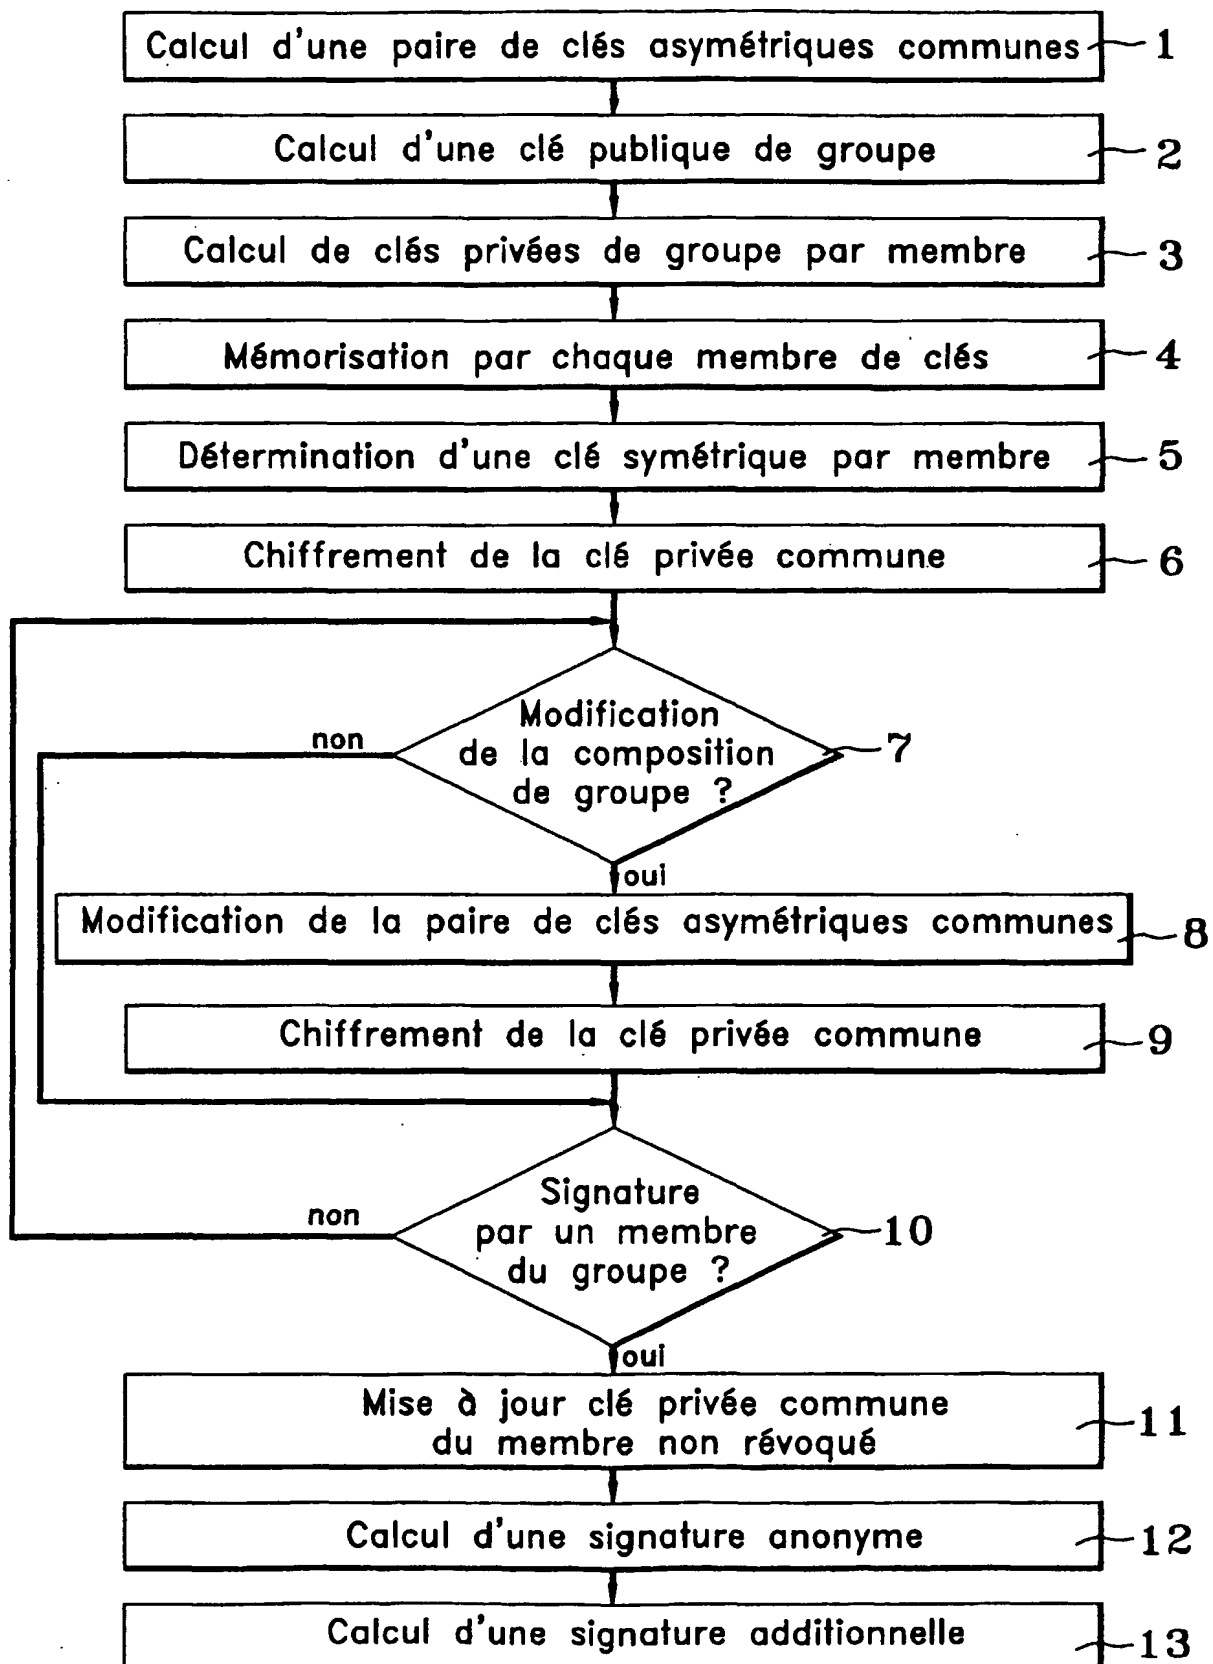 Calcul d'une paire de clés asymétriques communes 1
Calcul d'une clé publique de groupe 2
Calcul de clés privées de groupe par membre 3
Mémorisation par chaque membre de clés 4
Détermination d'une clé symétrique par membre 5
Chiffrement de la clé privée commune 6
Modification
de la composition
de groupe ?
7
non
oui
Modification de la paire de clés asymétriques communes 8
Chiffrement de la clé privée commune 9
Signature
par un membre
du groupe ?
10
non
oui
Mise à jour clé privée commune
du membre non révoqué
11
Calcul d'une signature anonyme 12
Calcul d'une signature additionnelle 13